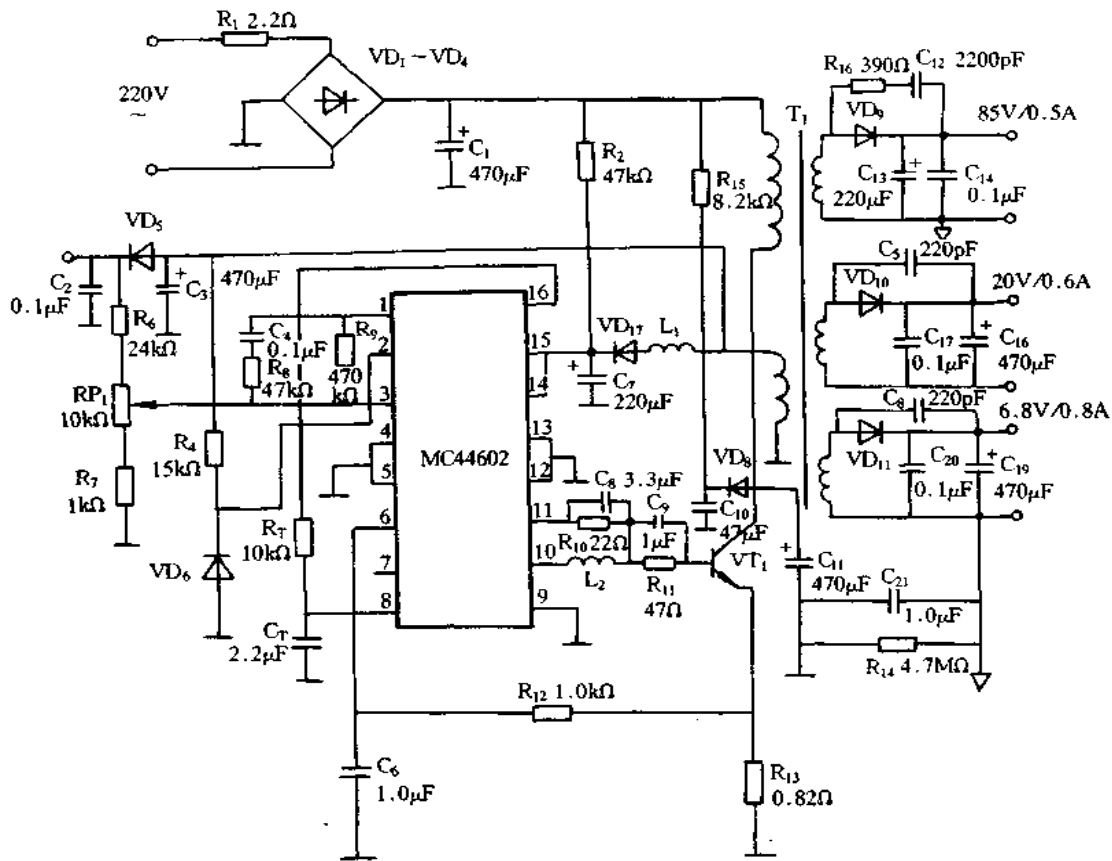 R1 2.2Ω
VD1~VD4
220V
~
C1
470μF
+
R2
47kΩ
R15
8.2kΩ
T1
R16 390Ω
C12 2200pF
VD9
85V/0.5A
C13
220μF
+
C14
0.1μF
C5
220pF
VD10
20V/0.6A
C17
0.1μF
+
C16
470μF
C8
220pF
6.8V/0.8A
VD11
C20
0.1μF
+
C19
470μF
VD5
C2
0.1μF
+
C3
470μF
R6
24kΩ
RP1
10kΩ
R7
1kΩ
R4
15kΩ
VD6
C4
0.1μF
R8
47kΩ
R9
470
kΩ
RT
10kΩ
CT
2.2μF
MC44602
1
2
3
4
5
6
7
8
16
15
14
13
12
11
10
9
VD17
L3
+
C7
220μF
VD8
C10
47μF
C8 3.3μF
R10 22Ω
C9
1μF
L2
R11
47Ω
VT1
+
C11
470μF
C21
1.0μF
R14 4.7MΩ
R12 1.0kΩ
C6
1.0μF
R13
0.82Ω